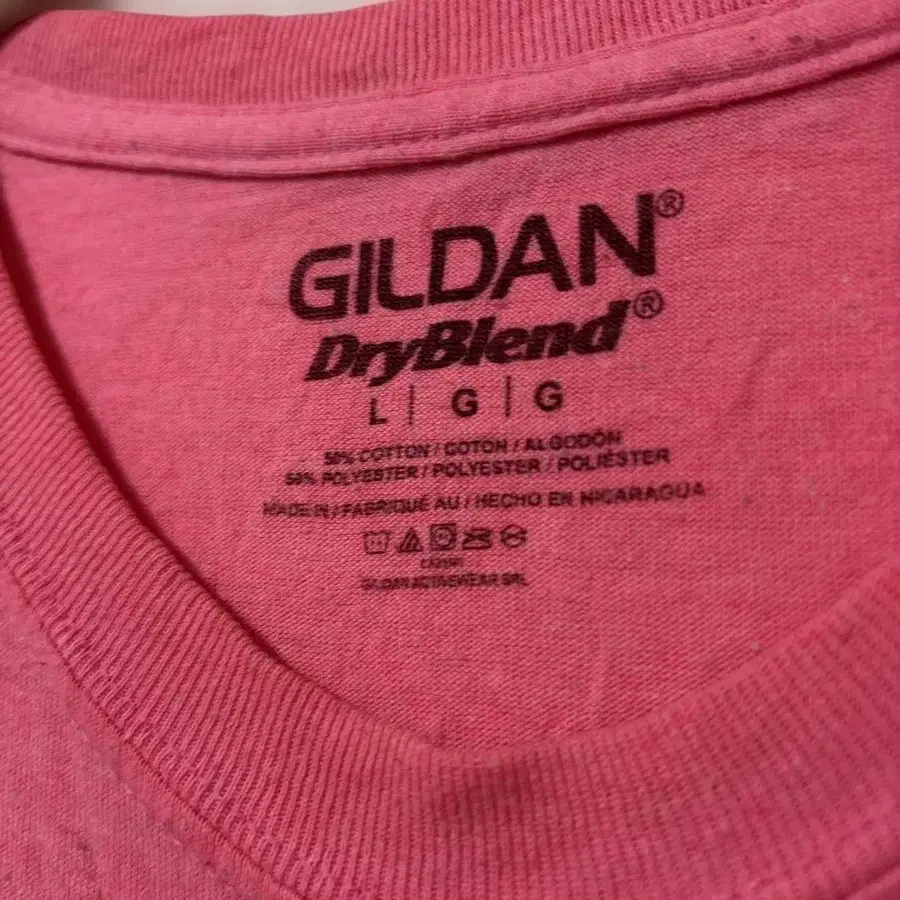 GILDAN®
DryBlend®
L | G | G
50% COTTON / COTON / ALGODÓN
50% POLYESTER / POLYESTER / POLIÉSTER
MADE IN / FABRIQUÉ AU / HECHO EN NICARAGUA
GILDAN ACTIVEWEAR SRL